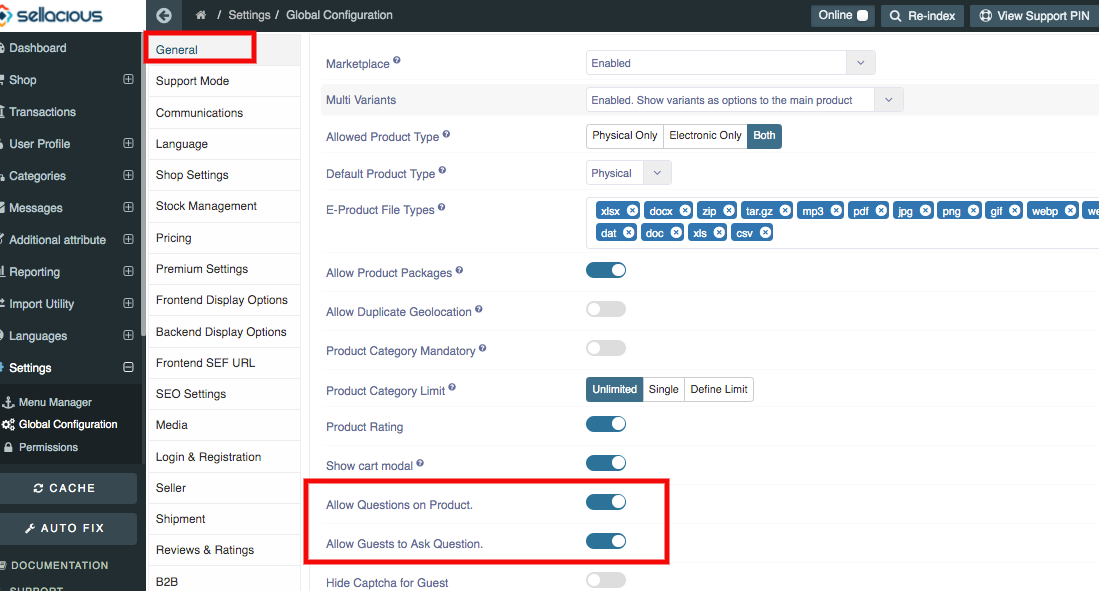 sellacious
/ Settings / Global Configuration
Online
Re-index
View Support PIN
Dashboard
Shop
Transactions
User Profile
Categories
Messages
Additional attribute
Reporting
Import Utility
Languages
Settings
Menu Manager
Global Configuration
Permissions
CACHE
AUTO FIX
DOCUMENTATION
SUPPORT
General
Support Mode
Communications
Language
Shop Settings
Stock Management
Pricing
Premium Settings
Frontend Display Options
Backend Display Options
Frontend SEF URL
SEO Settings
Media
Login & Registration
Seller
Shipment
Reviews & Ratings
B2B
Marketplace ? Enabled
Multi Variants Enabled. Show variants as options to the main product
Allowed Product Type ? Physical Only Electronic Only Both
Default Product Type ? Physical
E-Product File Types ? xlsx docx zip tar.gz mp3 pdf jpg png gif webp
dat doc xls csv
Allow Product Packages ?
Allow Duplicate Geolocation ?
Product Category Mandatory ?
Product Category Limit ? Unlimited Single Define Limit
Product Rating
Show cart modal ?
Allow Questions on Product.
Allow Guests to Ask Question.
Hide Captcha for Guest